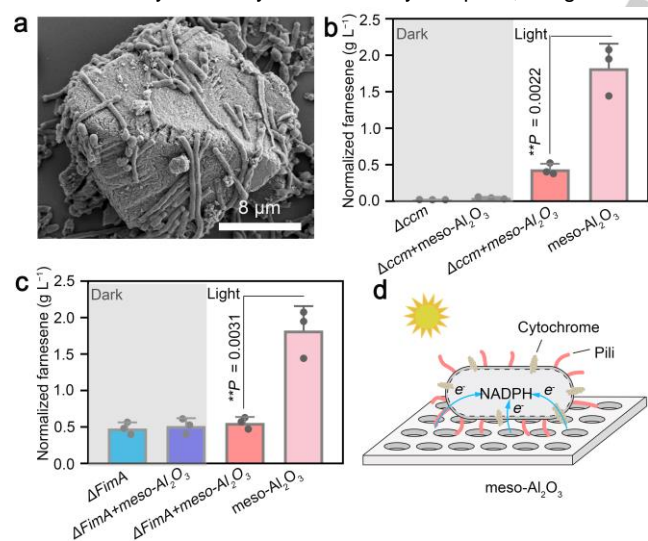 a
8 μm
b
Dark
Light
Normalized farnesene (g L⁻¹)
2.5
2.0
1.5
1.0
0.5
0.0
**P = 0.0022
Δccm
Δccm+meso-Al₂O₃
Δccm+meso-Al₂O₃
meso-Al₂O₃
c
Dark
Light
Normalized farnesene (g L⁻¹)
2.5
2.0
1.5
1.0
0.5
0.0
**P = 0.0031
ΔFimA
ΔFimA+meso-Al₂O₃
ΔFimA+meso-Al₂O₃
meso-Al₂O₃
d
Cytochrome
Pili
e⁻
NADPH
e⁻
e⁻
meso-Al₂O₃